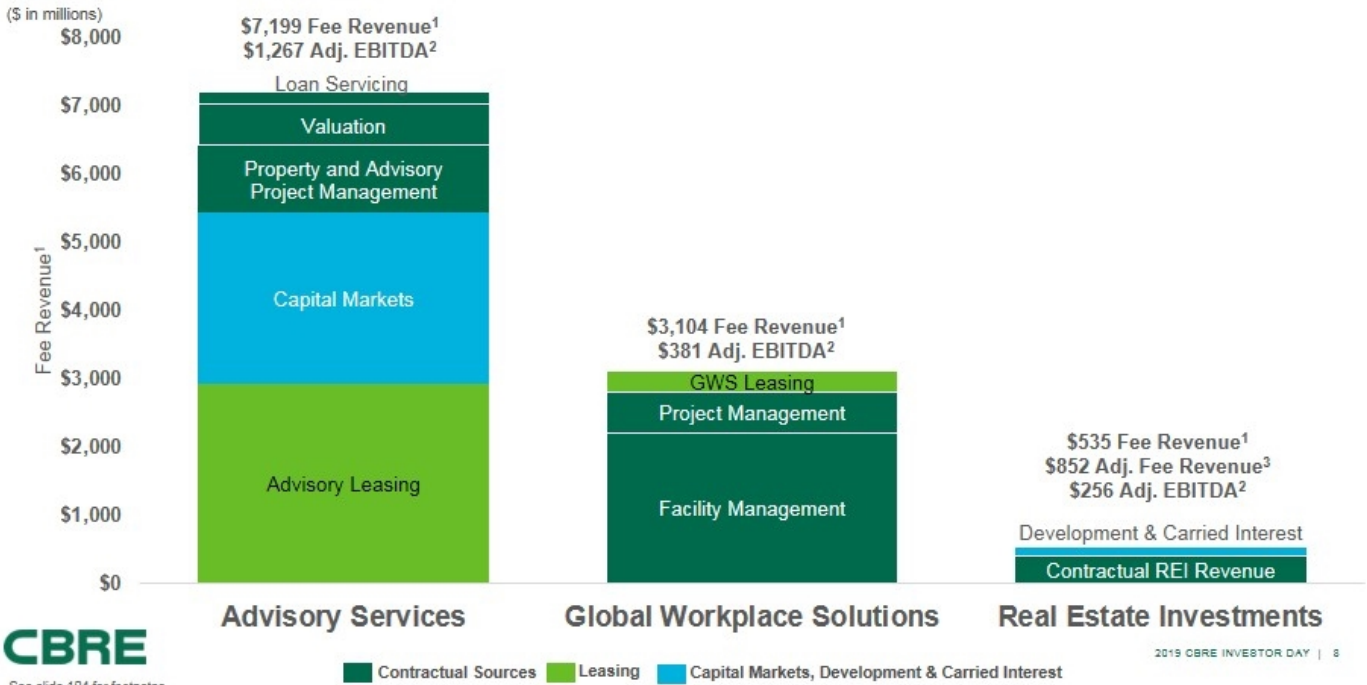 ($ in millions)
$8,000
$7,000
$6,000
$5,000
$4,000
$3,000
$2,000
$1,000
$0
Fee Revenue¹
$7,199 Fee Revenue¹
$1,267 Adj. EBITDA²
Loan Servicing
Valuation
Property and Advisory
Project Management
Capital Markets
Advisory Leasing
$3,104 Fee Revenue¹
$381 Adj. EBITDA²
GWS Leasing
Project Management
Facility Management
$535 Fee Revenue¹
$852 Adj. Fee Revenue³
$256 Adj. EBITDA²
Development & Carried Interest
Contractual REI Revenue
Advisory Services
Global Workplace Solutions
Real Estate Investments
CBRE
Contractual Sources
Leasing
Capital Markets, Development & Carried Interest
2019 CBRE INVESTOR DAY | 8